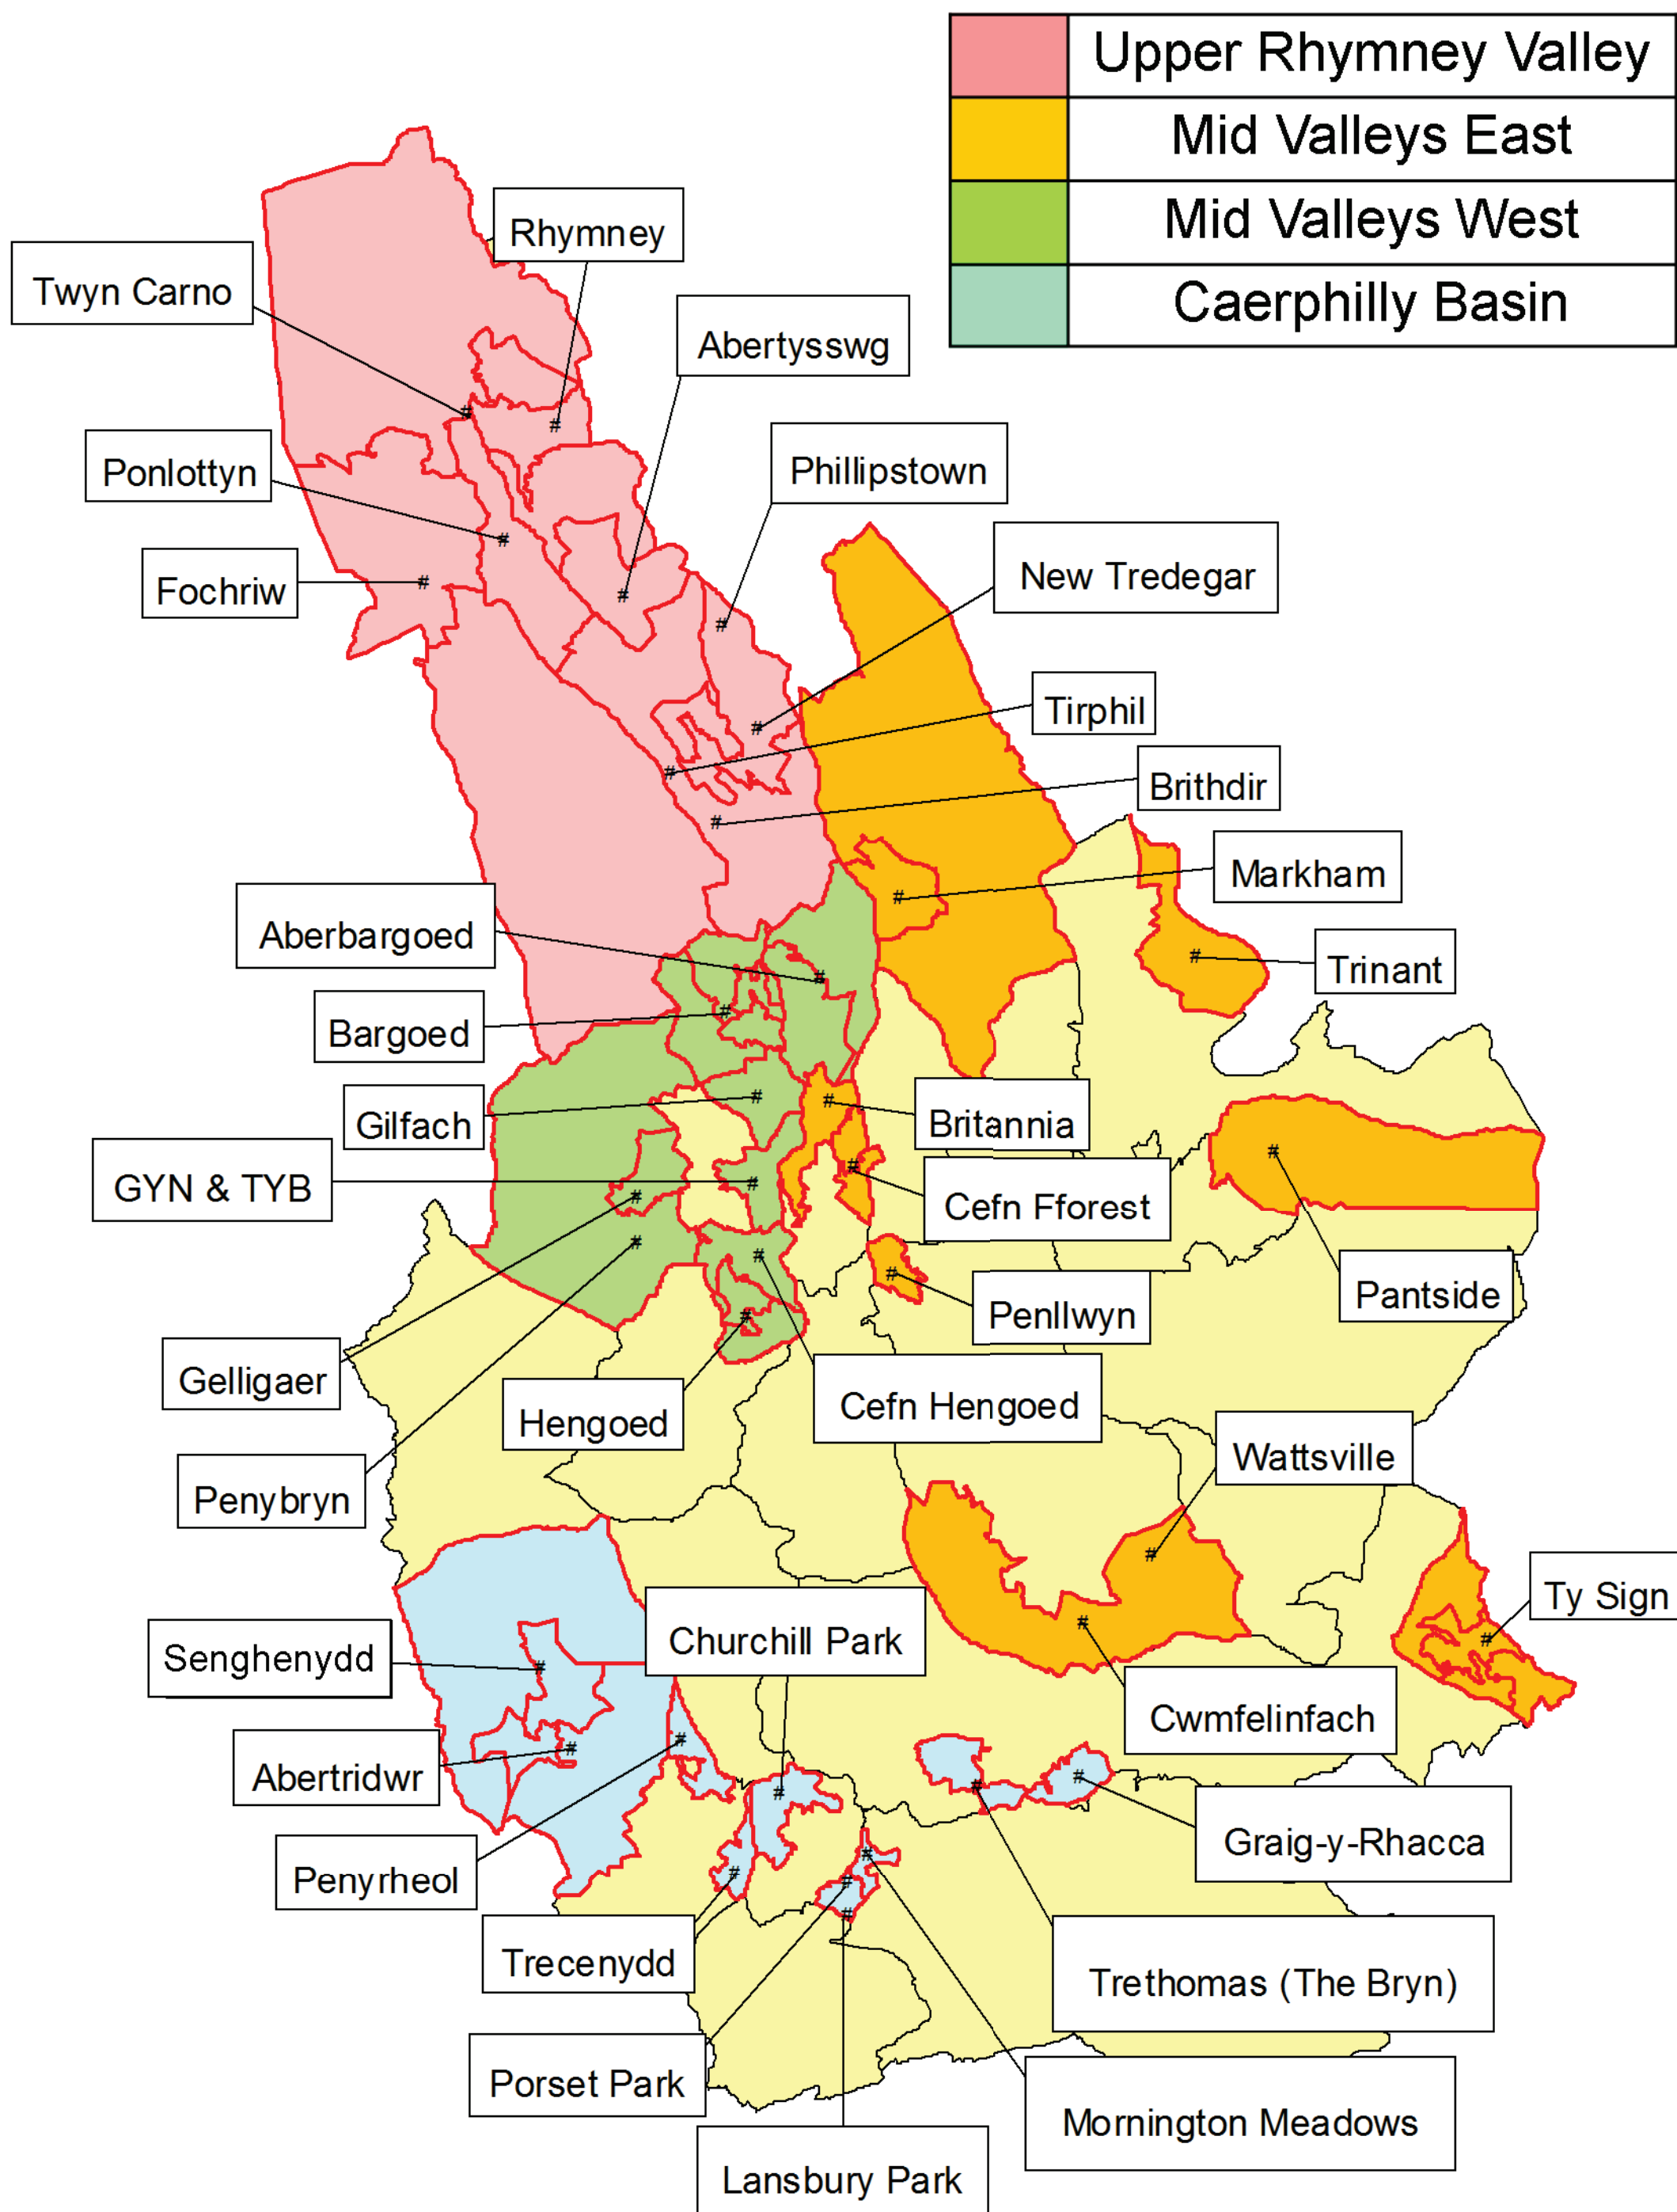 Upper Rhymney Valley
Mid Valleys East
Mid Valleys West
Caerphilly Basin
Rhymney
Twyn Carno
Abertysswg
Ponlottyn
Phillipstown
Fochriw
New Tredegar
Tirphil
Brithdir
Markham
Aberbargoed
Trinant
Bargoed
Gilfach
Britannia
GYN & TYB
Cefn Fforest
Pantside
Penllwyn
Gelligaer
Hengoed
Cefn Hengoed
Wattsville
Penybryn
Ty Sign
Churchill Park
Senghenydd
Cwmfelinfach
Abertridwr
Graig-y-Rhacca
Penyrheol
Trecenydd
Trethomas (The Bryn)
Porset Park
Mornington Meadows
Lansbury Park